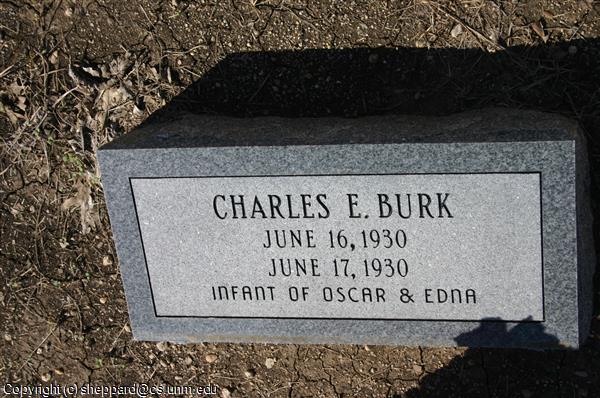 CHARLES E. BURK
JUNE 16, 1930
JUNE 17, 1930
INFANT OF OSCAR & EDNA
Copyright (c) sheppard@cs.unm.edu